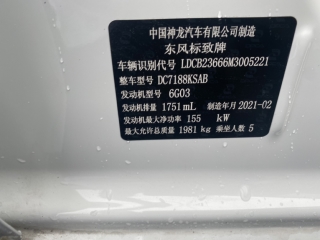 中国神龙汽车有限公司制造
东风标致牌
车辆识别代号 LDCB23666M3005221
整车型号 DC7188KSAB
发动机型号 6G03
发动机排量 1751mL 制造年月 2021-02
发动机最大净功率 155 kW
最大允许总质量 1981 kg 乘坐人数 5